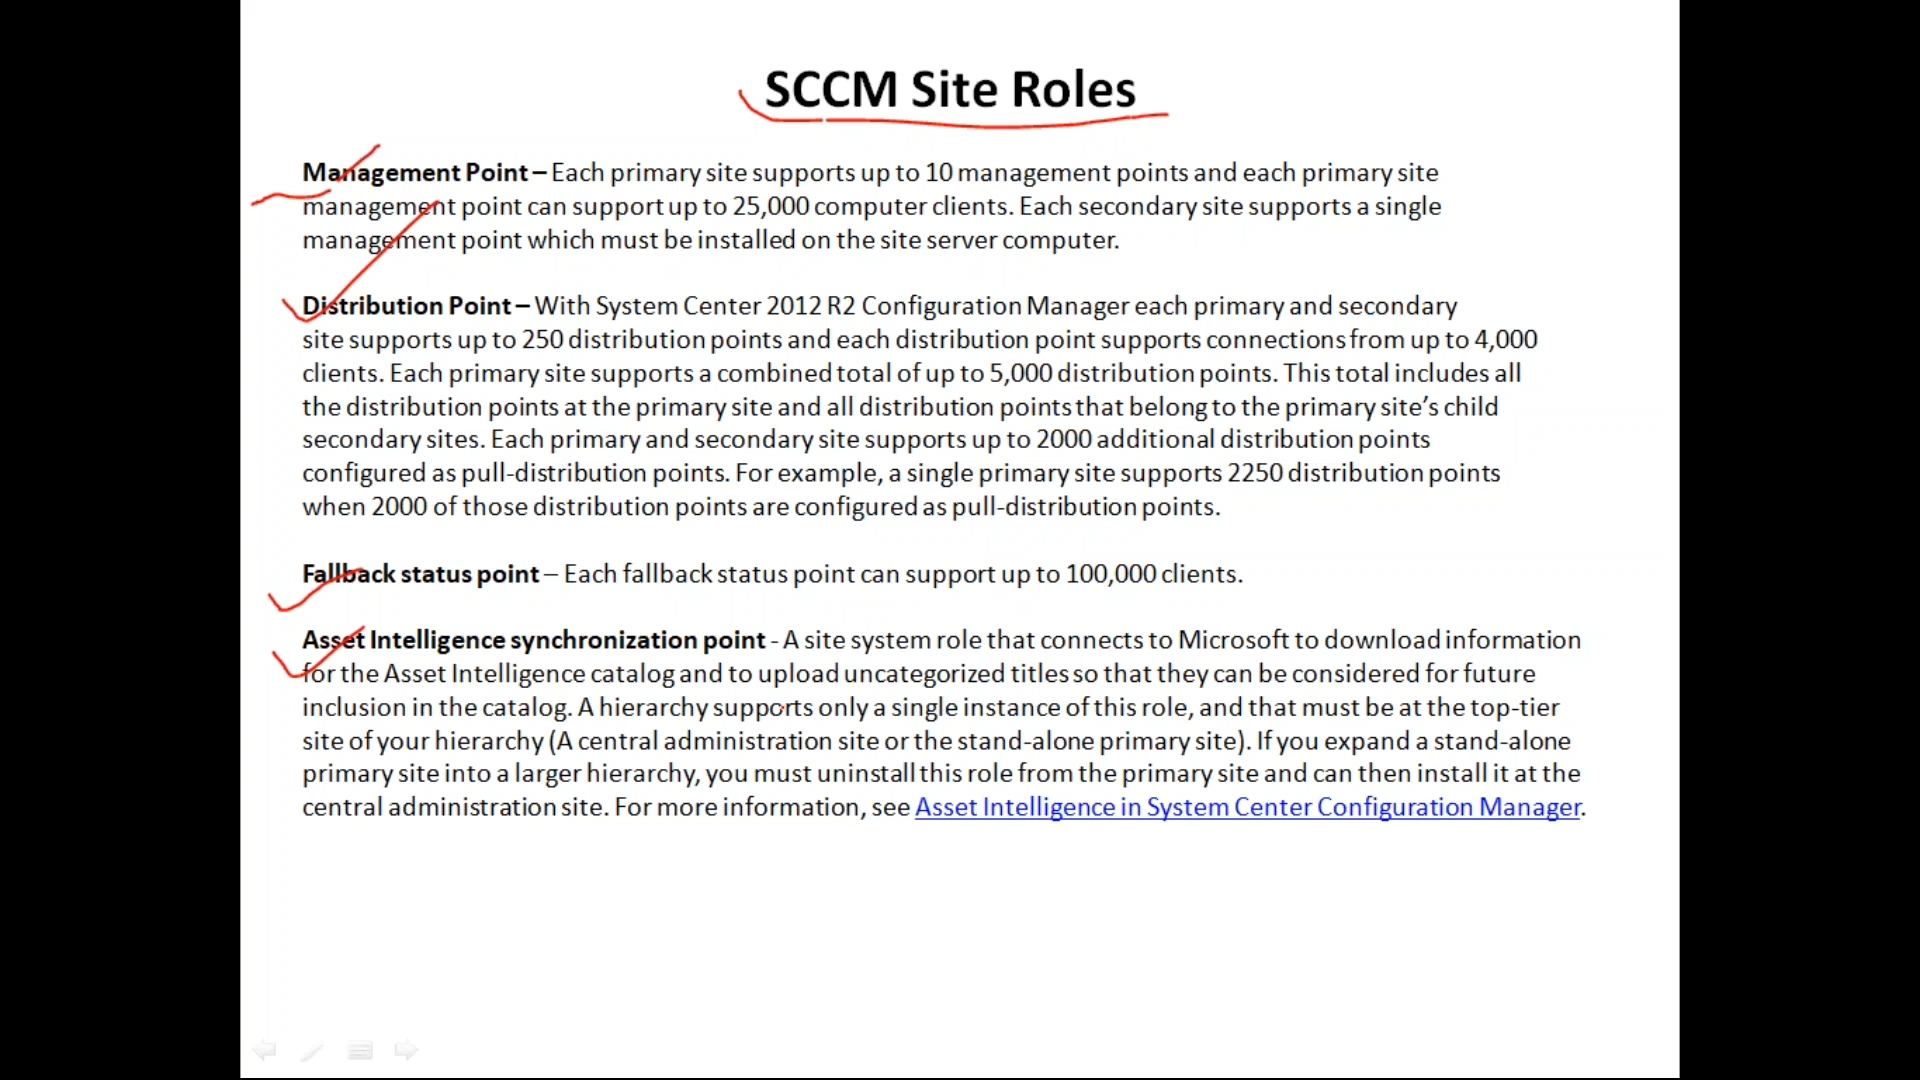 SCCM Site Roles
Management Point – Each primary site supports up to 10 management points and each primary site
management point can support up to 25,000 computer clients. Each secondary site supports a single
management point which must be installed on the site server computer.
Distribution Point – With System Center 2012 R2 Configuration Manager each primary and secondary
site supports up to 250 distribution points and each distribution point supports connections from up to 4,000
clients. Each primary site supports a combined total of up to 5,000 distribution points. This total includes all
the distribution points at the primary site and all distribution points that belong to the primary site’s child
secondary sites. Each primary and secondary site supports up to 2000 additional distribution points
configured as pull-distribution points. For example, a single primary site supports 2250 distribution points
when 2000 of those distribution points are configured as pull-distribution points.
Fallback status point – Each fallback status point can support up to 100,000 clients.
Asset Intelligence synchronization point - A site system role that connects to Microsoft to download information
for the Asset Intelligence catalog and to upload uncategorized titles so that they can be considered for future
inclusion in the catalog. A hierarchy supports only a single instance of this role, and that must be at the top-tier
site of your hierarchy (A central administration site or the stand-alone primary site). If you expand a stand-alone
primary site into a larger hierarchy, you must uninstall this role from the primary site and can then install it at the
central administration site. For more information, see Asset Intelligence in System Center Configuration Manager.